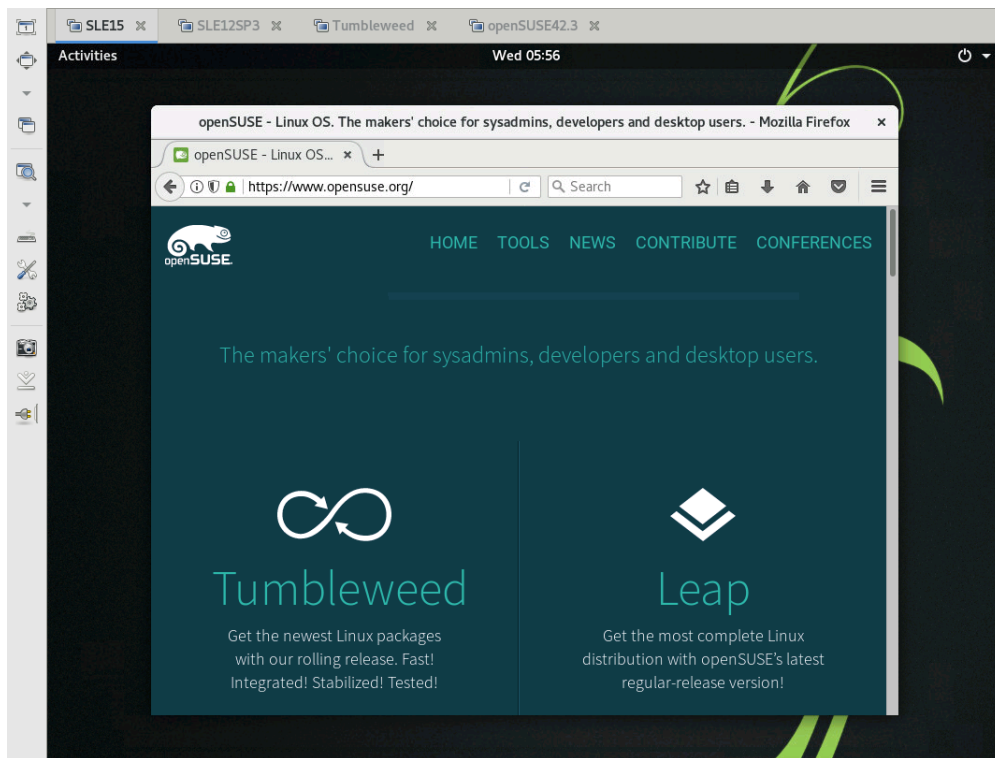 SLE15
SLE12SP3
Tumbleweed
openSUSE42.3
Activities
Wed 05:56
openSUSE - Linux OS. The makers' choice for sysadmins, developers and desktop users. - Mozilla Firefox
openSUSE - Linux OS...
https://www.opensuse.org/
Search
openSUSE.
HOME TOOLS NEWS CONTRIBUTE CONFERENCES
The makers' choice for sysadmins, developers and desktop users.
Tumbleweed
Get the newest Linux packages
with our rolling release. Fast!
Integrated! Stabilized! Tested!
Leap
Get the most complete Linux
distribution with openSUSE’s latest
regular-release version!